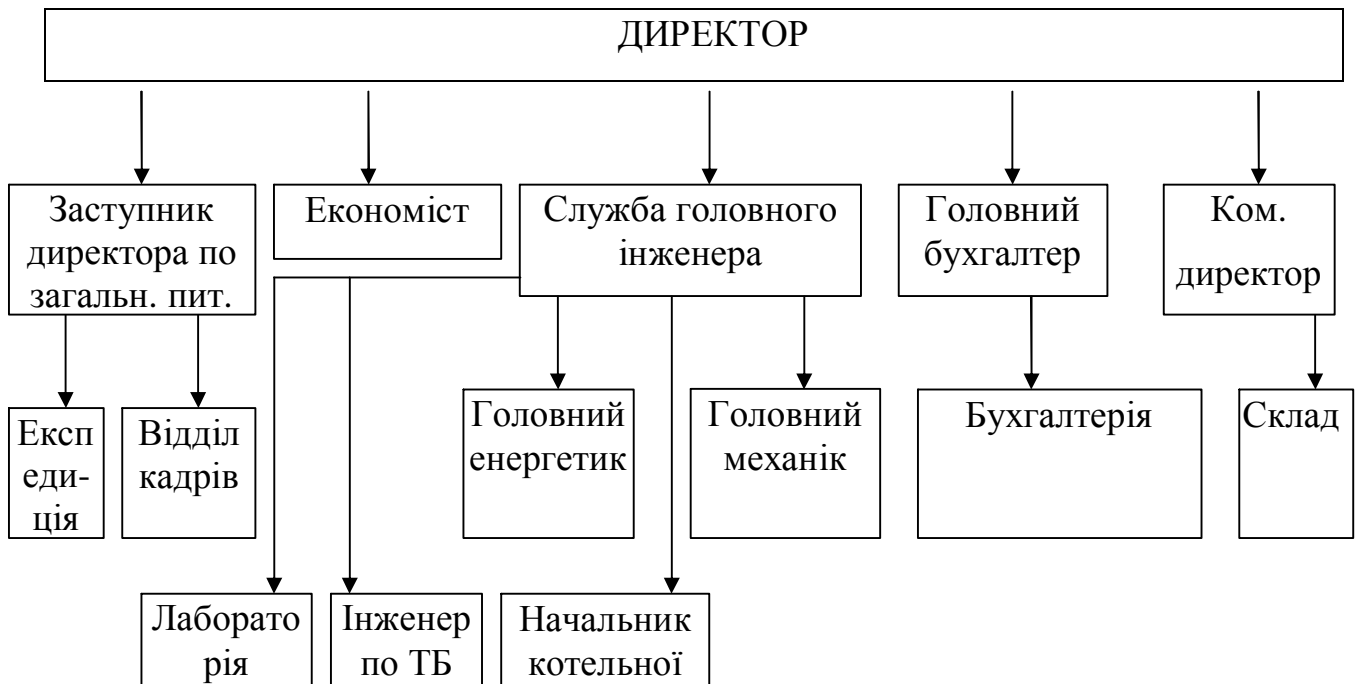 ДИРЕКТОР
Заступник
директора по
загальн. пит.
Економіст
Служба головного
інженера
Головний
бухгалтер
Ком.
директор
Експ
еди-
ція
Відділ
кадрів
Головний
енергетик
Головний
механік
Бухгалтерія
Склад
Лаборато
рія
Інженер
по ТБ
Начальник
котельної